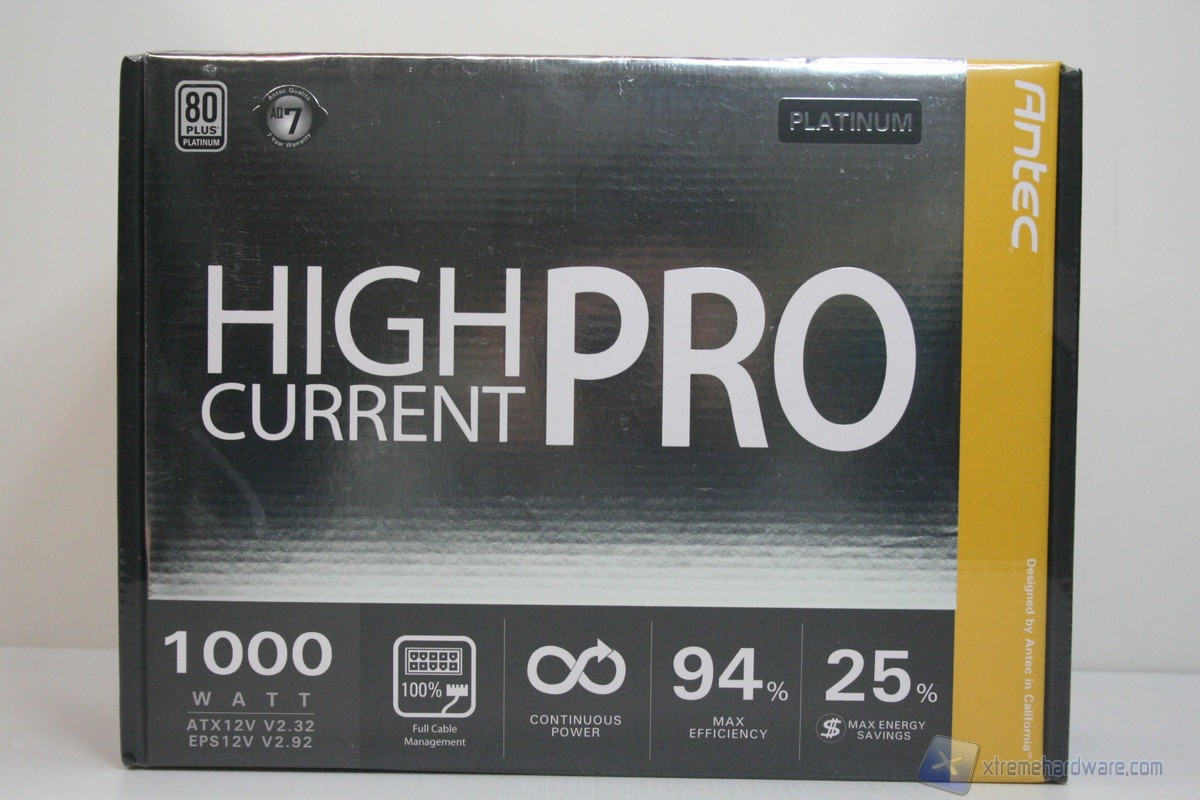 80
PLUS®
PLATINUM
Antec Quality
AQ7
7 Year Warranty
PLATINUM
Antec
HIGH
CURRENT
PRO
Designed by Antec in California™
1000
WATT
ATX12V V2.32
EPS12V V2.92
100%
Full Cable
Management
CONTINUOUS
POWER
94%
MAX
EFFICIENCY
25%
$ MAX ENERGY
SAVINGS
xtremehardware.com